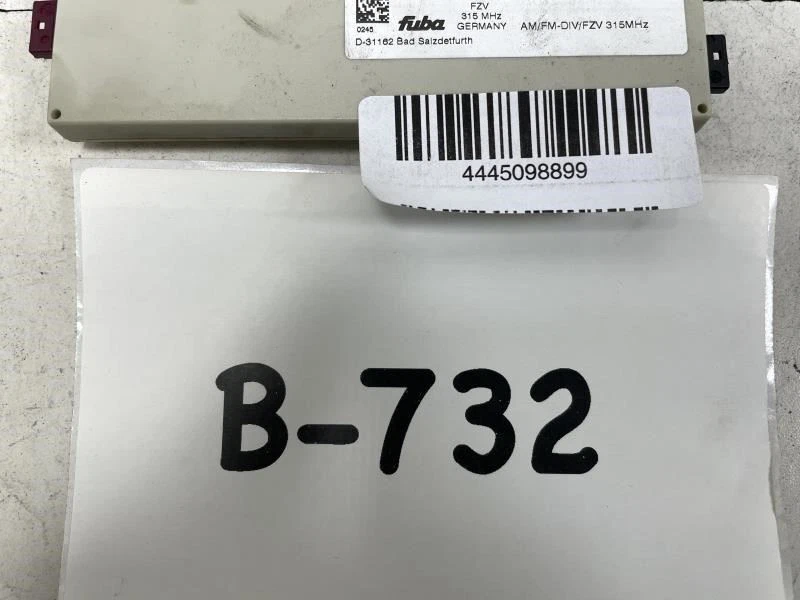 FZV
315 MHz
0245 fuba GERMANY AM/FM-DIV/FZV 315MHz
D-31162 Bad Salzdetfurth
4445098899
B-732